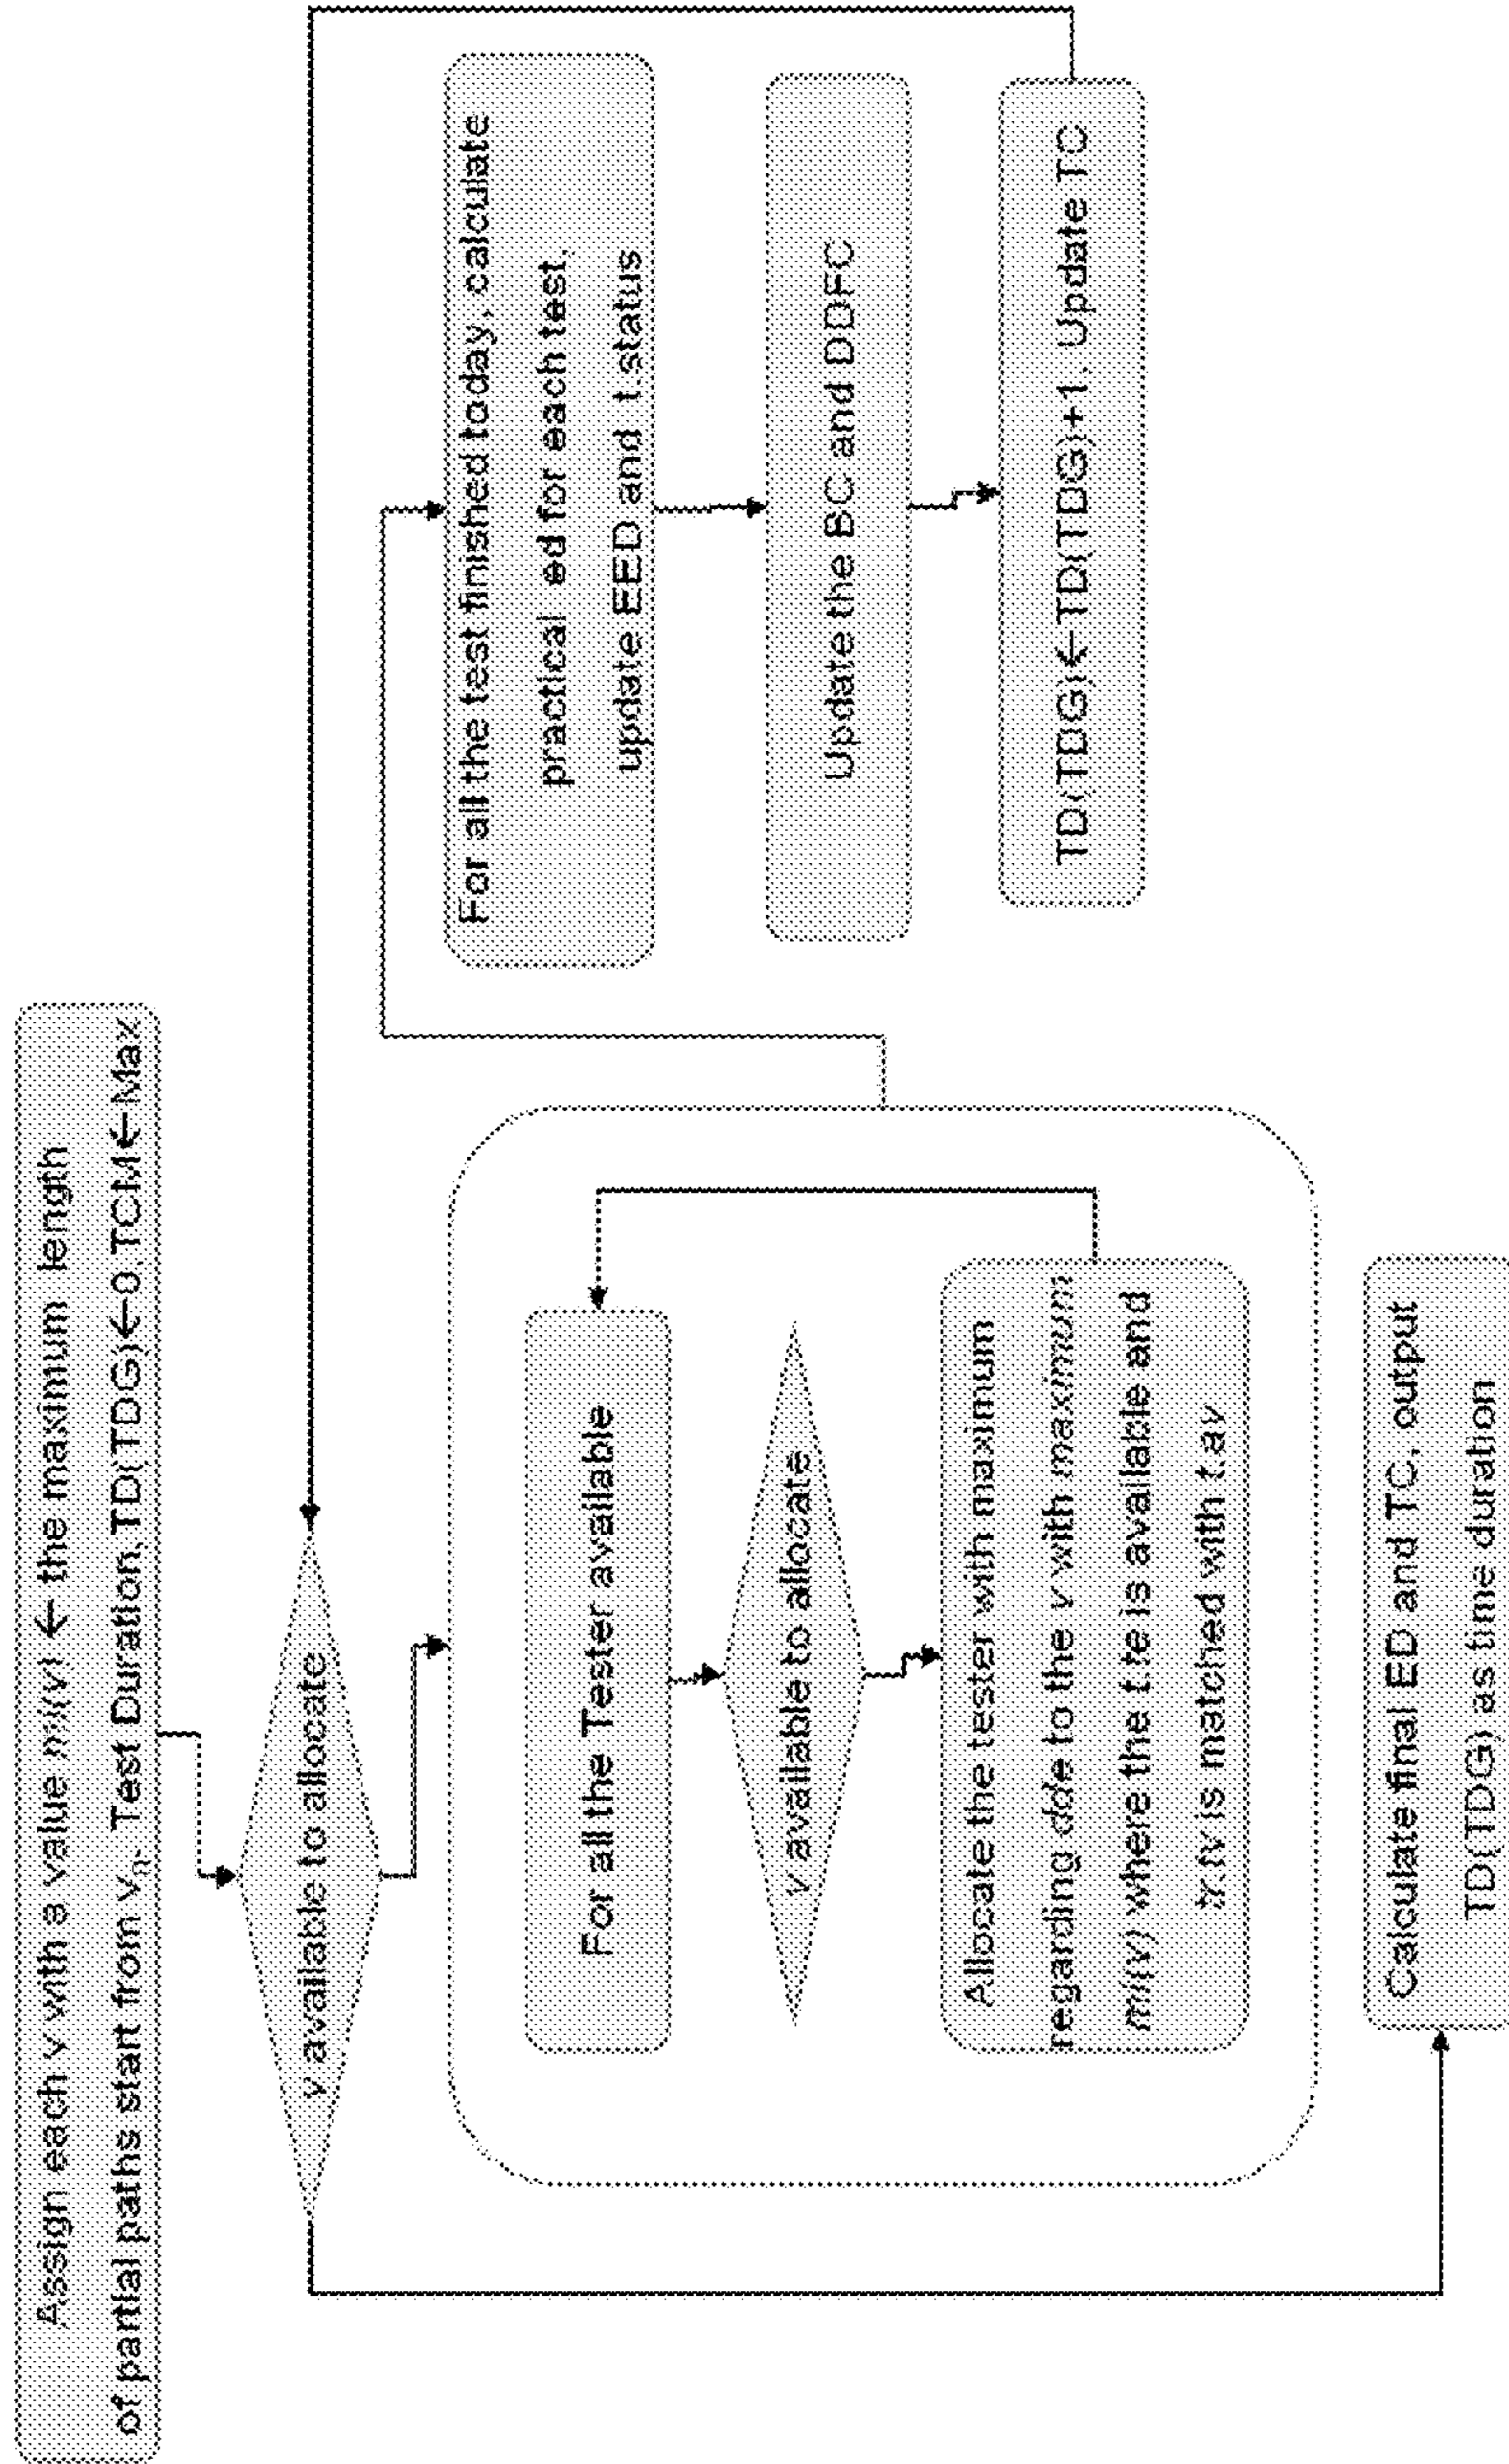 Assign each v with a value m(v) ← the maximum length
of partial paths start from vn. Test Duration,TD(TDG)←0,TCM←Max
v available to allocate
For all the Tester available
v available to allocate
Allocate the tester with maximum
regarding dde to the v with maximum
m(v) where the t.te is available and
tr.tv is matched with t.av
For all the test finished today, calculate
practical ed for each test,
update EED and t.status
Update the BC and DDFC
TD(TDG)←TD(TDG)+1. Update TC
Calculate final ED and TC, output
TD(TDG) as time duration